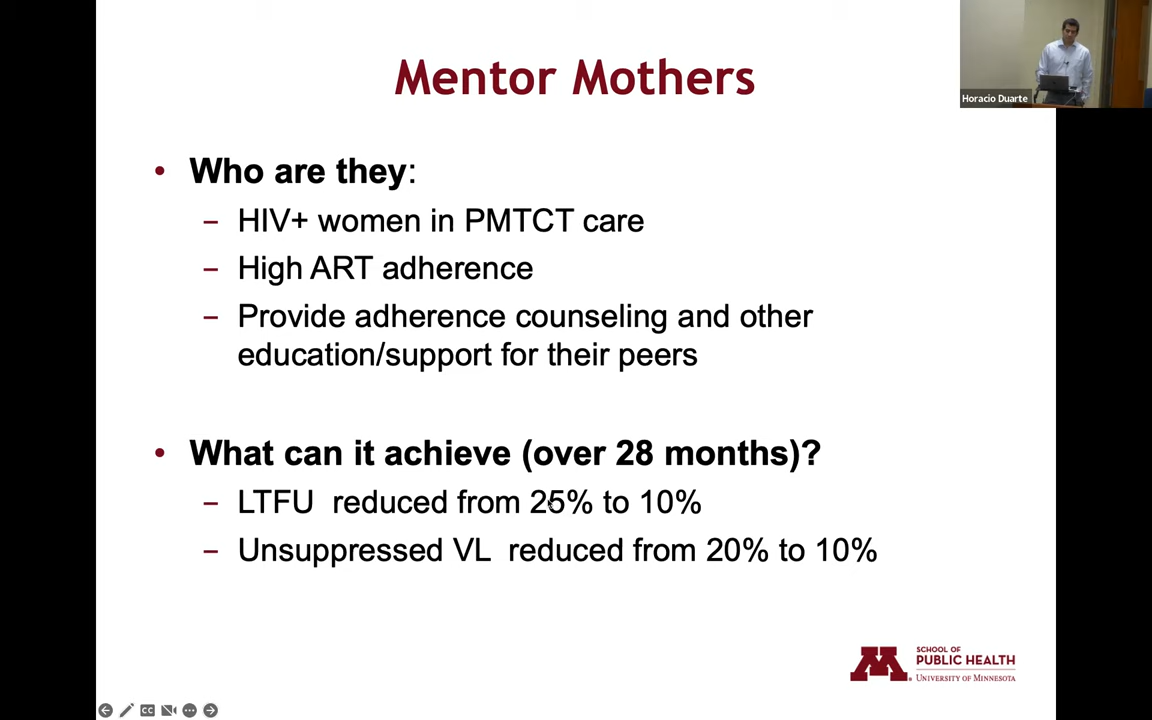 Mentor Mothers
Horacio Duarte
• Who are they:
– HIV+ women in PMTCT care
– High ART adherence
– Provide adherence counseling and other
education/support for their peers
• What can it achieve (over 28 months)?
– LTFU reduced from 25% to 10%
– Unsuppressed VL reduced from 20% to 10%
M
SCHOOL OF
PUBLIC HEALTH
UNIVERSITY OF MINNESOTA
CC